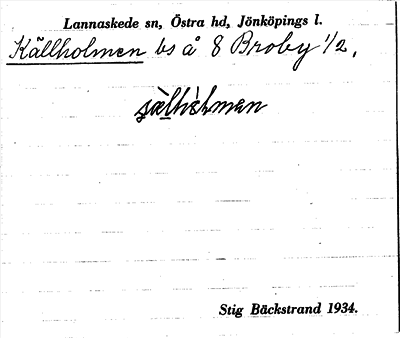 Lannaskede sn, Östra hd, Jönköpings l.
Källholmen bs å 8 Broby 1/2.
Stig Bäckstrand 1934.